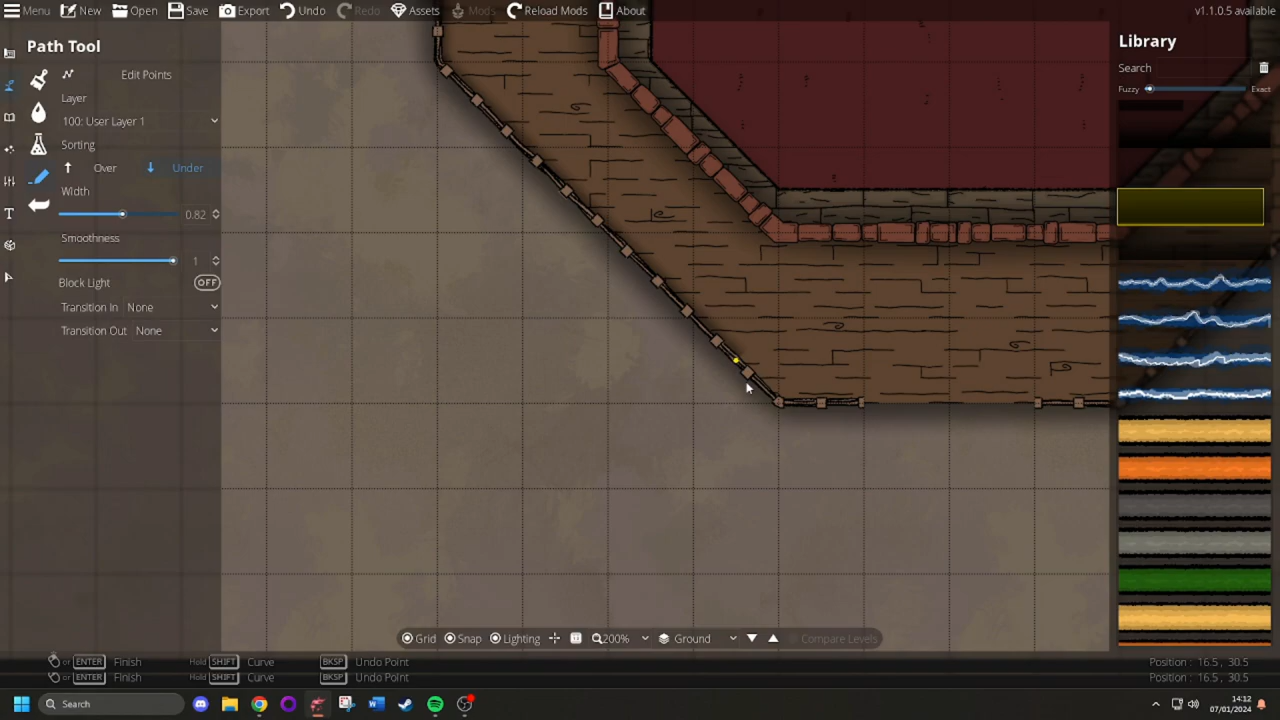 Menu New Open Save Export Undo Redo Assets Mods Reload Mods About v1.1.0.5 available
Path Tool
Edit Points
Layer
100: User Layer 1
Sorting
Over Under
Width
0.82
Smoothness
1
Block Light OFF
Transition In None
Transition Out None
Library
Search
Fuzzy Exact
Grid Snap Lighting 200% Ground Compare Levels
or ENTER Finish Hold SHIFT Curve BKSP Undo Point Position : 16.5, 30.5
or ENTER Finish Hold SHIFT Curve BKSP Undo Point Position : 16.5, 30.5
Search
14:12
07/01/2024